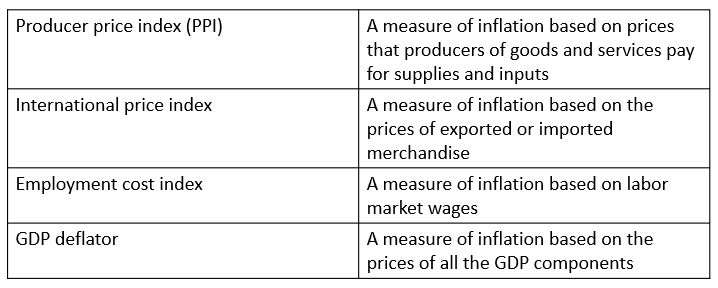 Producer price index (PPI)
A measure of inflation based on prices
that producers of goods and services pay
for supplies and inputs
International price index
A measure of inflation based on the
prices of exported or imported
merchandise
Employment cost index
A measure of inflation based on labor
market wages
GDP deflator
A measure of inflation based on the
prices of all the GDP components